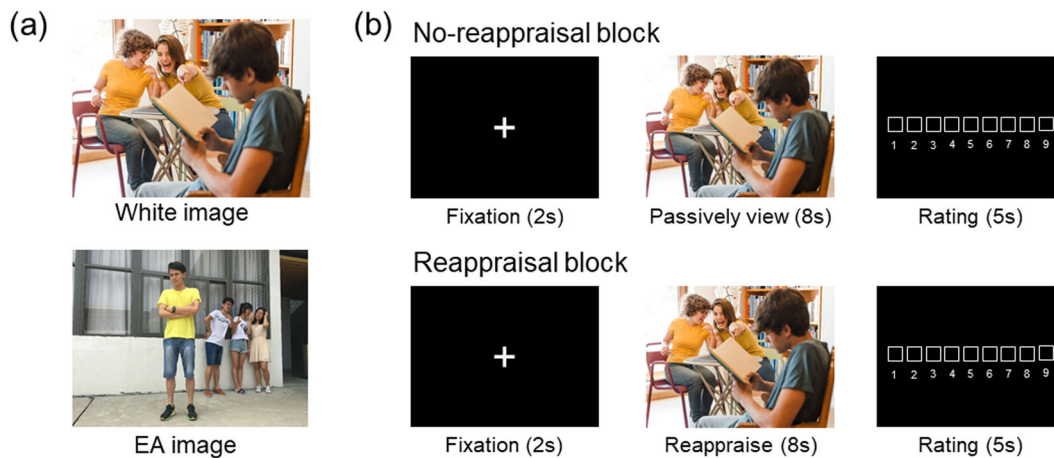 (a)
White image
EA image
(b)
No-reappraisal block
1 2 3 4 5 6 7 8 9
Fixation (2s) Passively view (8s) Rating (5s)
Reappraisal block
1 2 3 4 5 6 7 8 9
Fixation (2s) Reappraise (8s) Rating (5s)